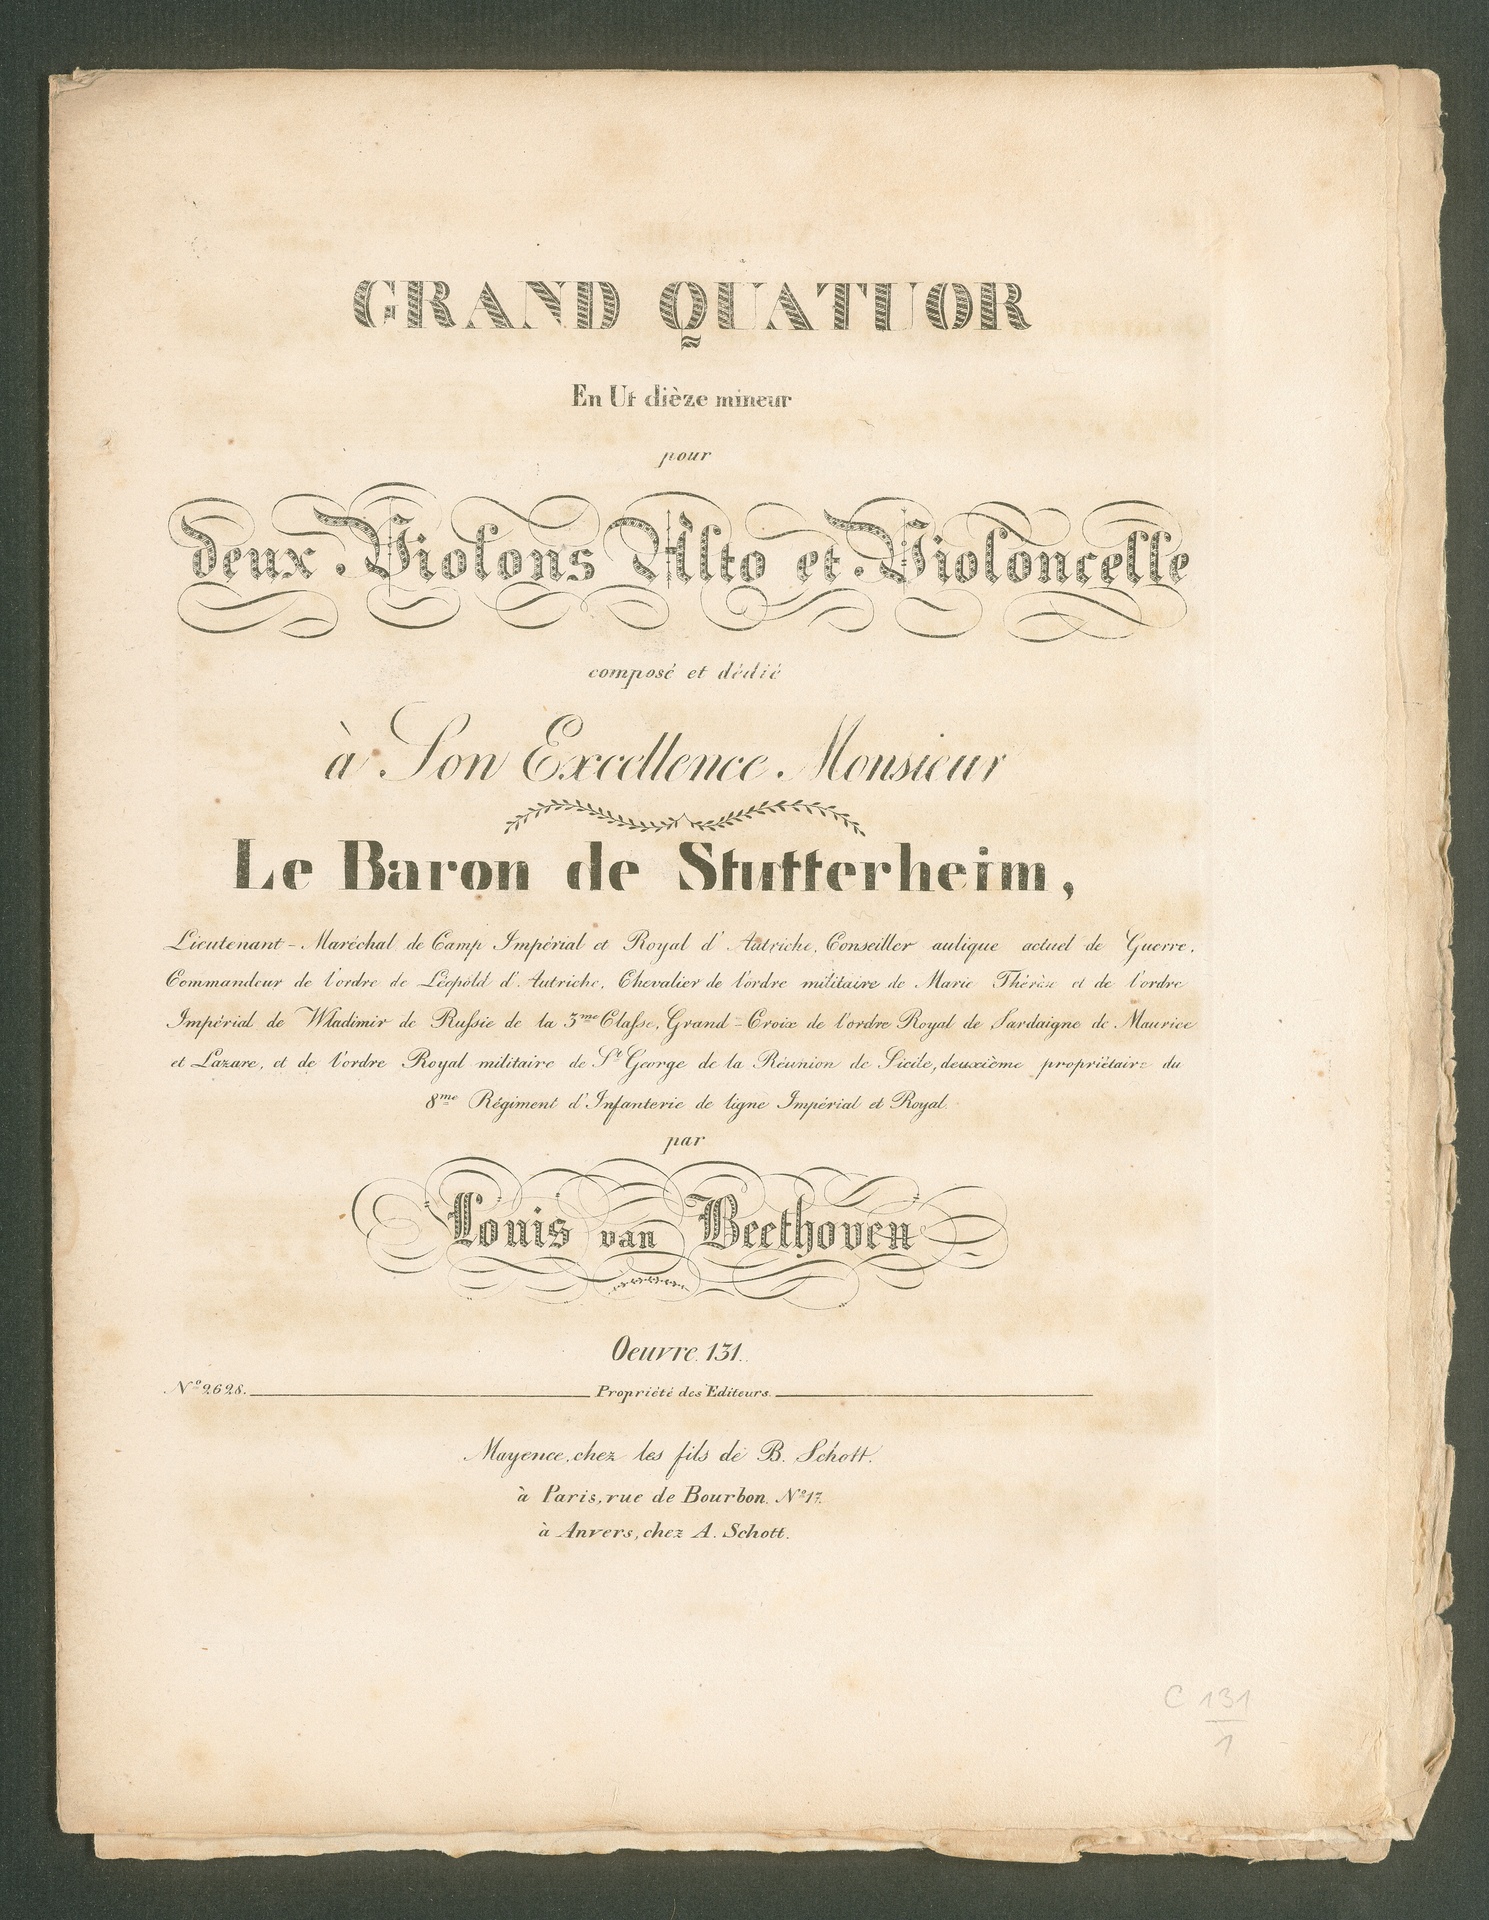 GRAND QUATUOR
En Ut dièze mineur
pour
deux Violons Alto et Violoncelle
composé et dédié
à Son Excellence Monsieur
Le Baron de Stutterheim,
Lieutenant-Maréchal de Camp Impérial et Royal d'Autriche, Conseiller aulique actuel de Guerre,
Commandeur de l'ordre de Léopold d'Autriche, Chevalier de l'ordre militaire de Marie Thérèse et de l'ordre
Impérial de Wladimir de Russie de la 3me Classe, Grand-Croix de l'ordre Royal de Sardaigne de Maurice
et Lazare, et de l'ordre Royal militaire de St George de la Réunion de Sicile, deuxième propriétaire du
8me Régiment d'Infanterie de ligne Impérial et Royal.
par
Louis van Beethoven
Oeuvre 131.
No 2628. Propriété des Editeurs.
Mayence, chez les fils de B. Schott.
à Paris, rue de Bourbon. No 17.
à Anvers, chez A. Schott.
C 131
1